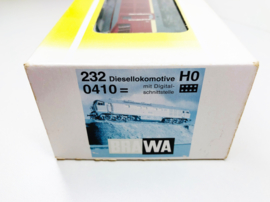 232 Diesellokomotive H0
0410= mit Digital-
schnittstelle
BRAWA